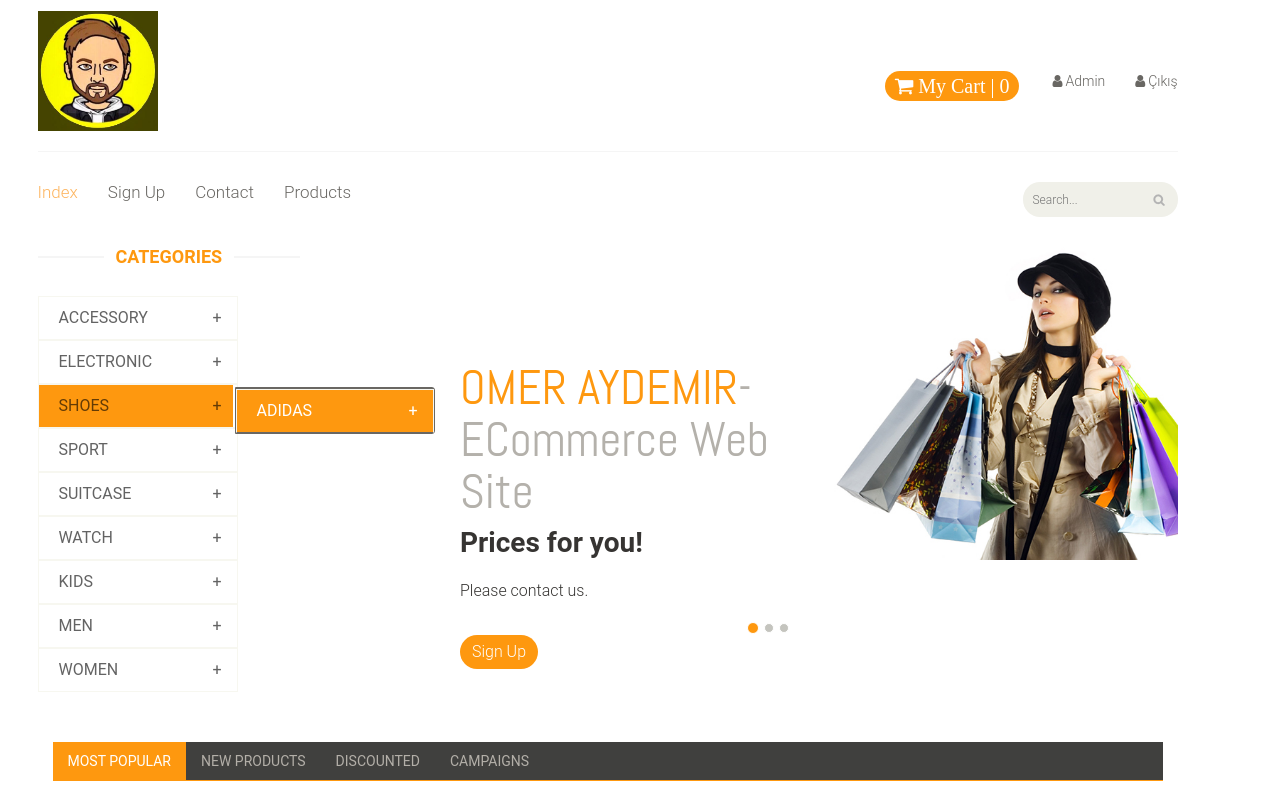 My Cart | 0
Admin
Çıkış
Index
Sign Up
Contact
Products
Search...
CATEGORIES
ACCESSORY +
ELECTRONIC +
SHOES +
ADIDAS +
SPORT +
SUITCASE +
WATCH +
KIDS +
MEN +
WOMEN +
OMER AYDEMIR-
ECommerce Web
Site
Prices for you!
Please contact us.
Sign Up
MOST POPULAR
NEW PRODUCTS
DISCOUNTED
CAMPAIGNS